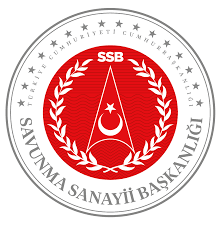 TÜRKİYE CUMHURİYETİ CUMHURBAŞKANLIĞI
SSB
SAVUNMA SANAYİİ BAŞKANLIĞI